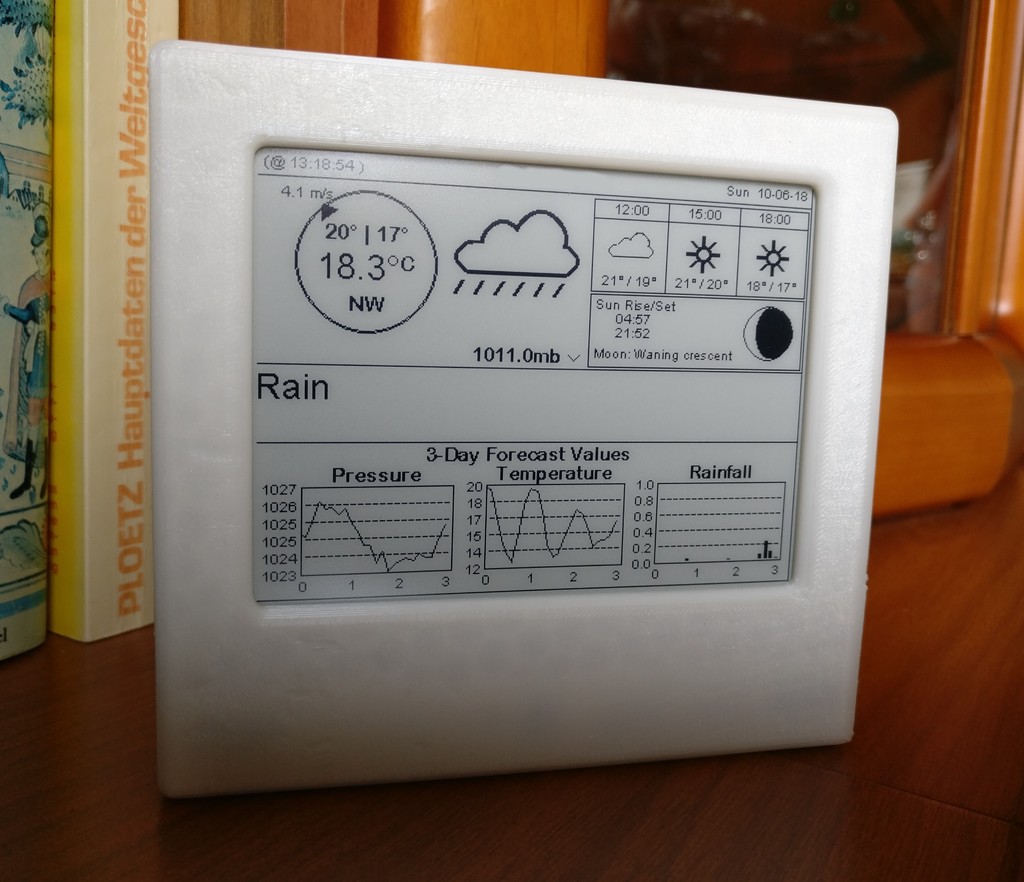 PLOETZ Hauptdaten der Weltgesc
(@ 13:18:54 )
Sun 10-06-18
4.1 m/s
20° | 17°
18.3°C
NW
1011.0mb
12:00 15:00 18:00
21° / 19° 21° / 20° 18° / 17°
Sun Rise/Set
04:57
21:52
Moon: Waning crescent
Rain
3-Day Forecast Values
Pressure Temperature Rainfall
1027
1026
1025
1025
1024
1023
0 1 2 3
20
18
17
15
14
12
0 1 2 3
1.0
0.8
0.6
0.4
0.2
0.0
0 1 2 3